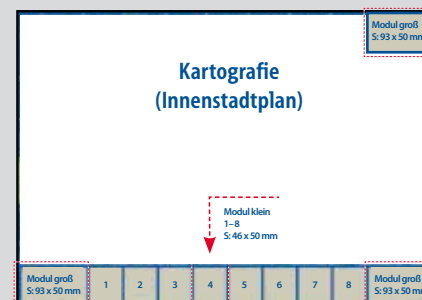 Modul groß
S: 93 x 50 mm
Kartografie
(Innenstadtplan)
Modul klein
1–8
S: 46 x 50 mm
Modul groß
S: 93 x 50 mm
1 2 3 4 5 6 7 8
Modul groß
S: 93 x 50 mm